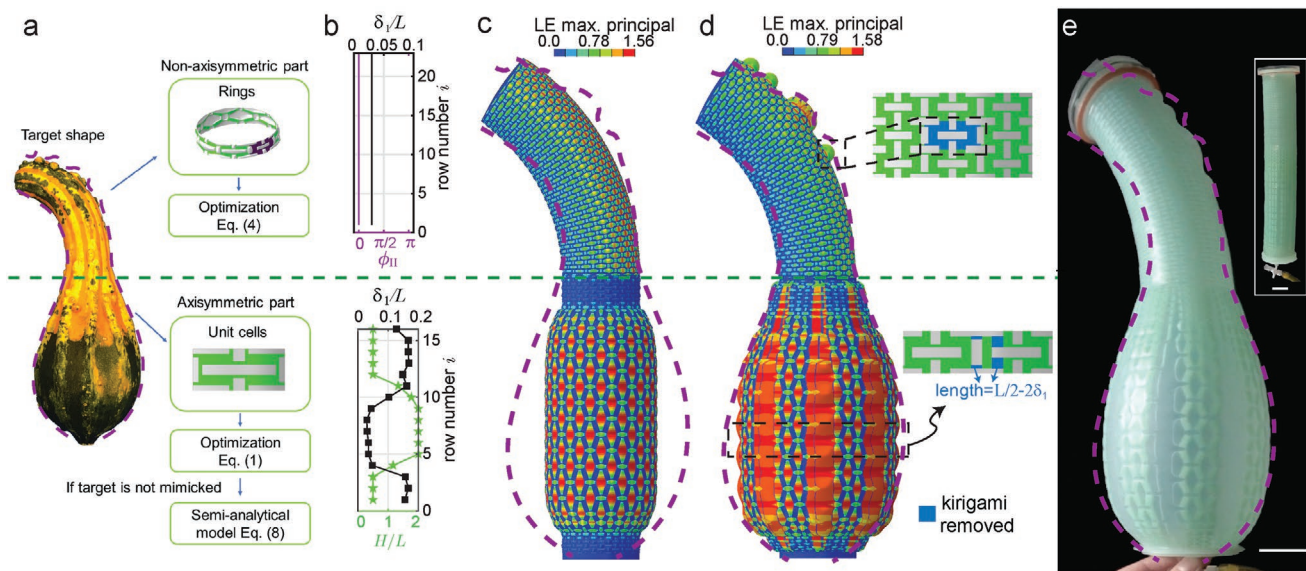 a
Target shape
Non-axisymmetric part
Rings
Optimization
Eq. (4)
Axisymmetric part
Unit cells
Optimization
Eq. (1)
If target is not mimicked
Semi-analytical
model Eq. (8)
b
δ₁/L
0 0.05 0.1
20
15
10
5
0
row number i
0 π/2 π
ϕ_II
δ₁/L
0 0.1 0.2
15
10
5
0
row number i
0 1 2
H/L
c
LE max. principal
0.0 0.78 1.56
d
LE max. principal
0.0 0.79 1.58
length=L/2-2δ₁
kirigami
removed
e